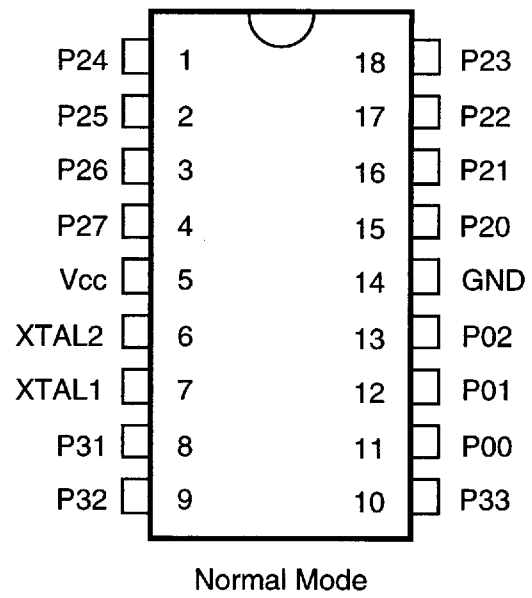 P24 1 18 P23
P25 2 17 P22
P26 3 16 P21
P27 4 15 P20
Vcc 5 14 GND
XTAL2 6 13 P02
XTAL1 7 12 P01
P31 8 11 P00
P32 9 10 P33
Normal Mode